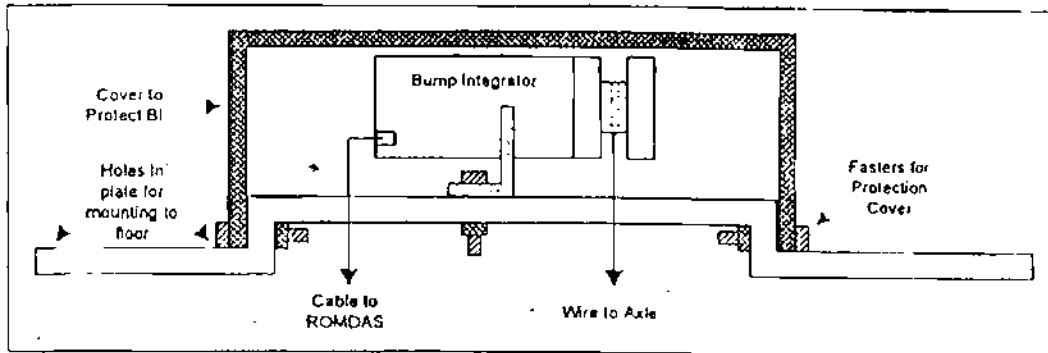 Bump Integrator
Cover to
Protect BI
Holes in
plate for
mounting to
floor
Fasters for
Protection
Cover
Cable to
ROMDAS
Wire to Axle